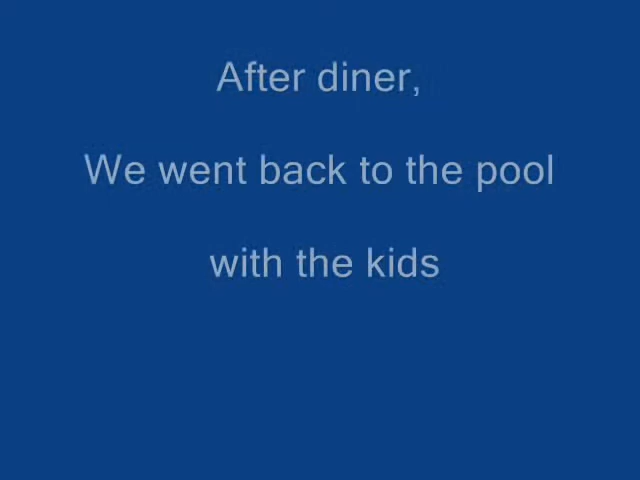 After diner,
We went back to the pool
with the kids